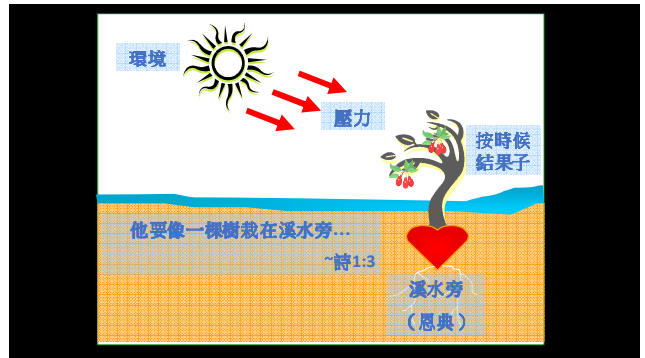 環境
壓力
按時候
結果子
他要像一棵樹栽在溪水旁…
~詩1:3
溪水旁
（恩典）